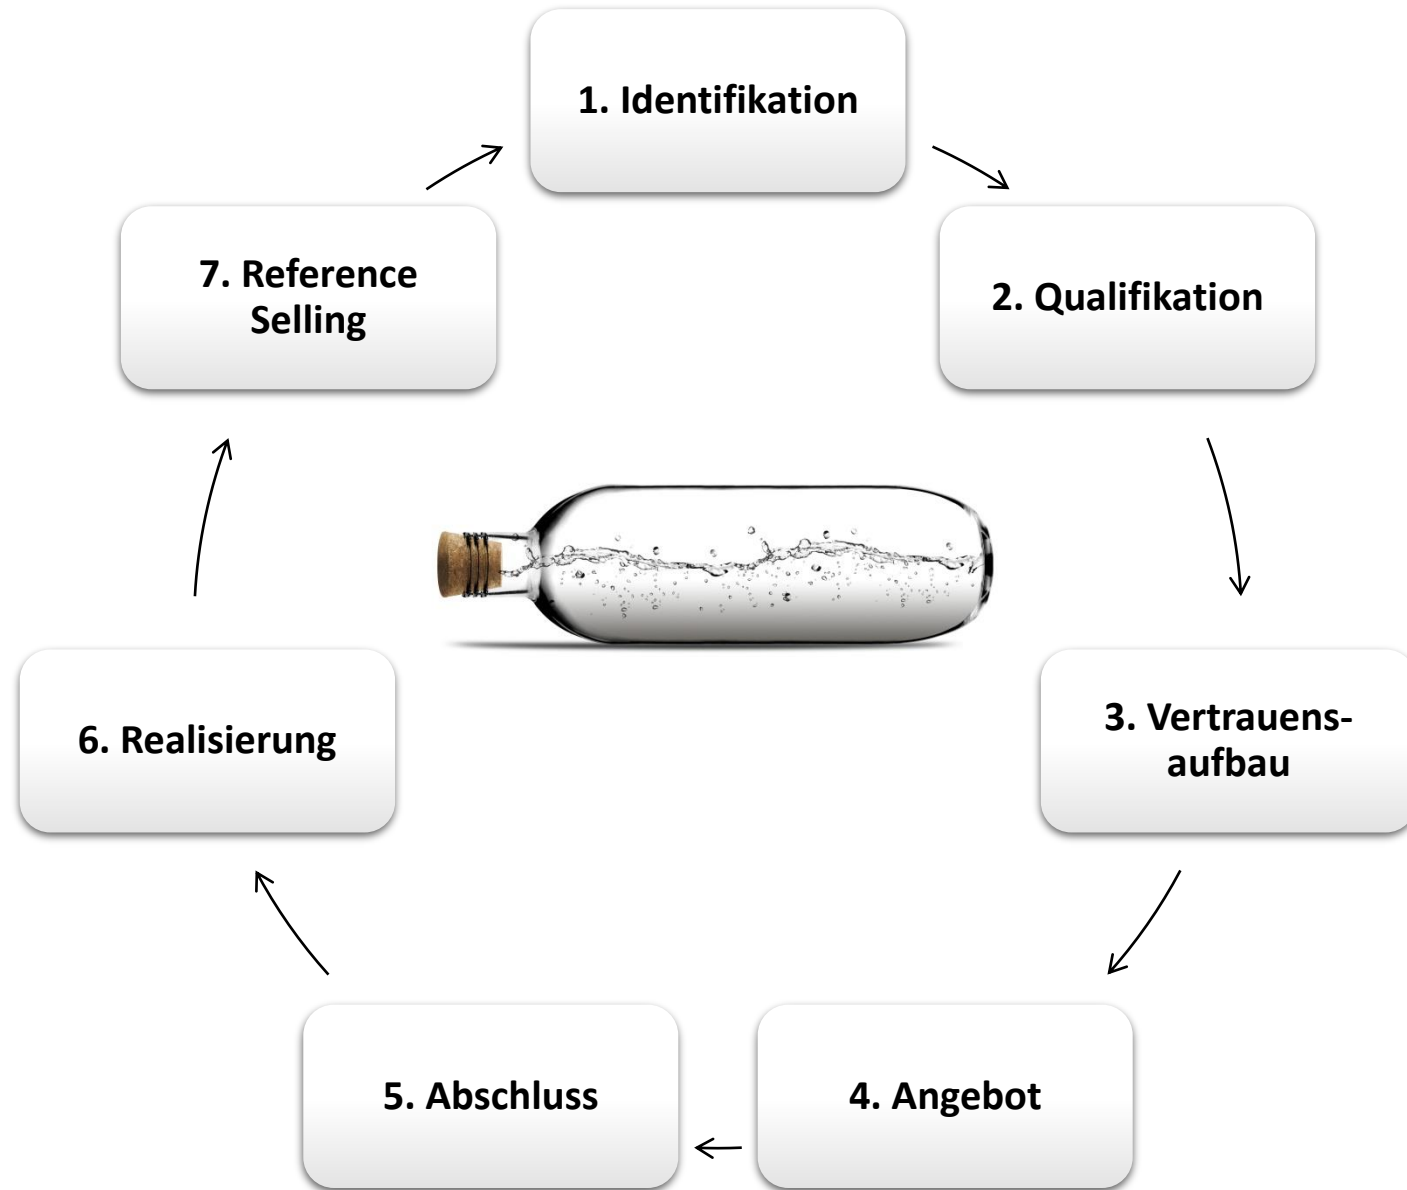 1. Identifikation
2. Qualifikation
3. Vertrauens-
aufbau
4. Angebot
5. Abschluss
6. Realisierung
7. Reference
Selling